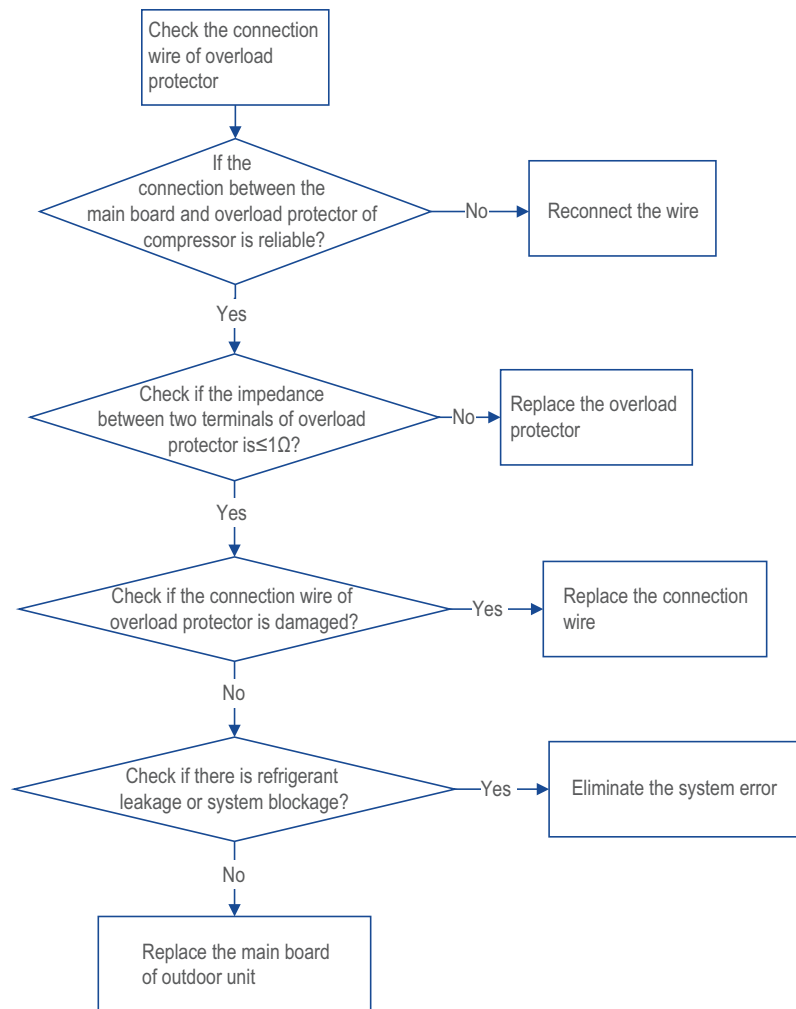 Check the connection
wire of overload
protector
If the
connection between the
main board and overload protector of
compressor is reliable?
No
Reconnect the wire
Yes
Check if the impedance
between two terminals of overload
protector is≤1Ω?
No
Replace the overload
protector
Yes
Check if the connection wire of
overload protector is damaged?
Yes
Replace the connection
wire
No
Check if there is refrigerant
leakage or system blockage?
Yes
Eliminate the system error
No
Replace the main board
of outdoor unit